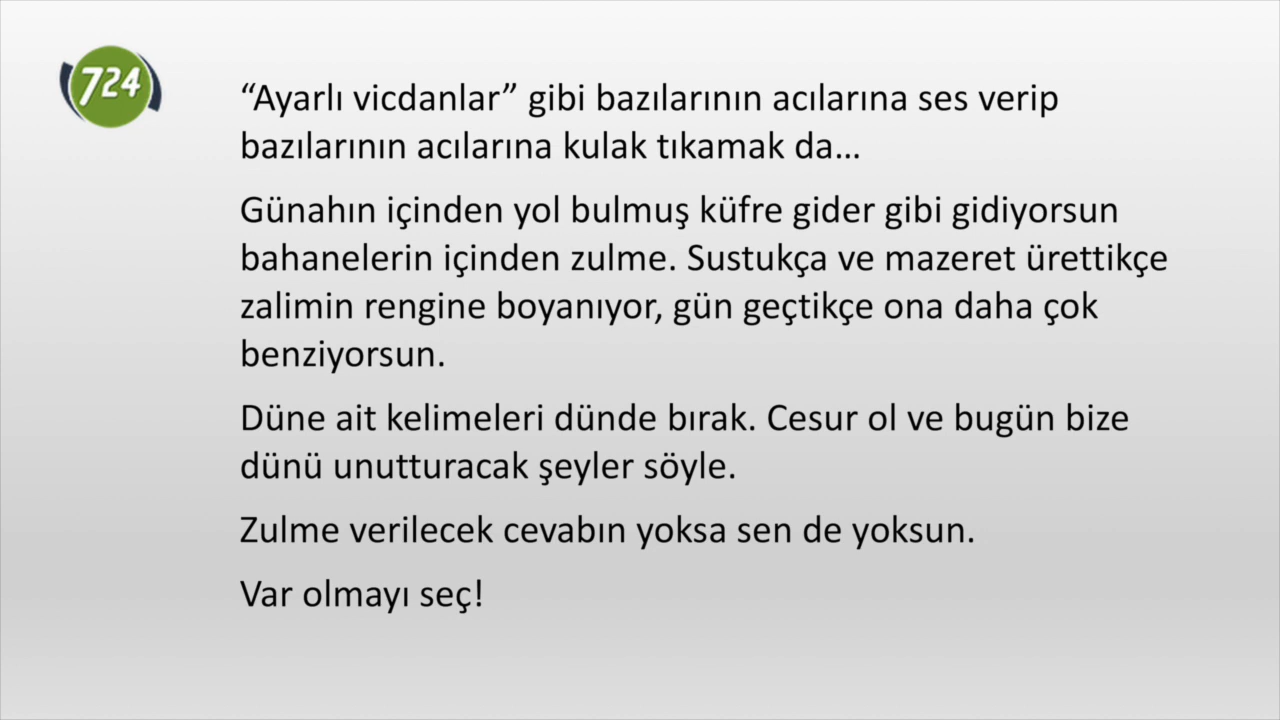 724
“Ayarlı vicdanlar” gibi bazılarının acılarına ses verip
bazılarının acılarına kulak tıkamak da…
Günahın içinden yol bulmuş küfre gider gibi gidiyorsun
bahanelerin içinden zulme. Sustukça ve mazeret ürettikçe
zalimin rengine boyanıyor, gün geçtikçe ona daha çok
benziyorsun.
Düne ait kelimeleri dünde bırak. Cesur ol ve bugün bize
dünü unutturacak şeyler söyle.
Zulme verilecek cevabın yoksa sen de yoksun.
Var olmayı seç!